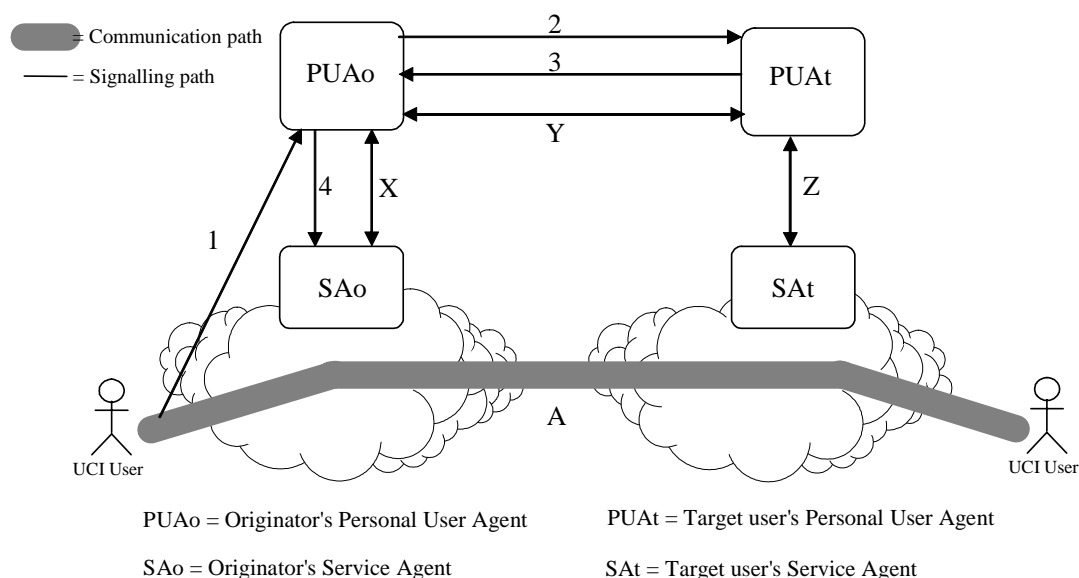 = Communication path
= Signalling path
PUAo
2
3
Y
PUAt
1
4
X
Z
SAo
SAt
A
UCI User
UCI User
PUAo = Originator's Personal User Agent
PUAt = Target user's Personal User Agent
SAo = Originator's Service Agent
SAt = Target user's Service Agent